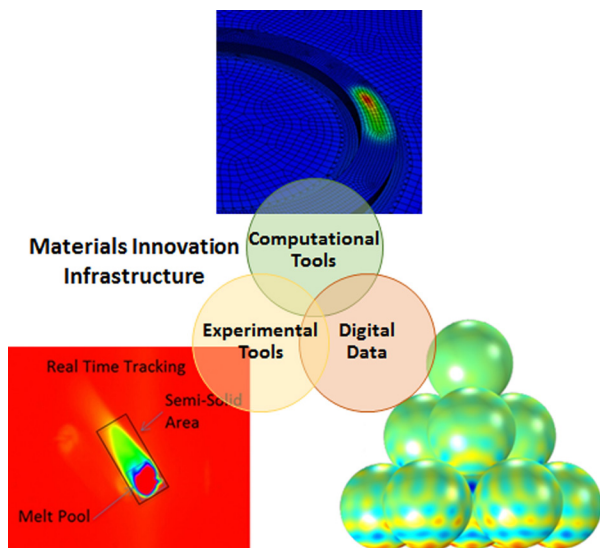 Materials Innovation
Infrastructure
Computational
Tools
Experimental
Tools
Digital
Data
Real Time Tracking
Semi-Solid
Area
Melt Pool